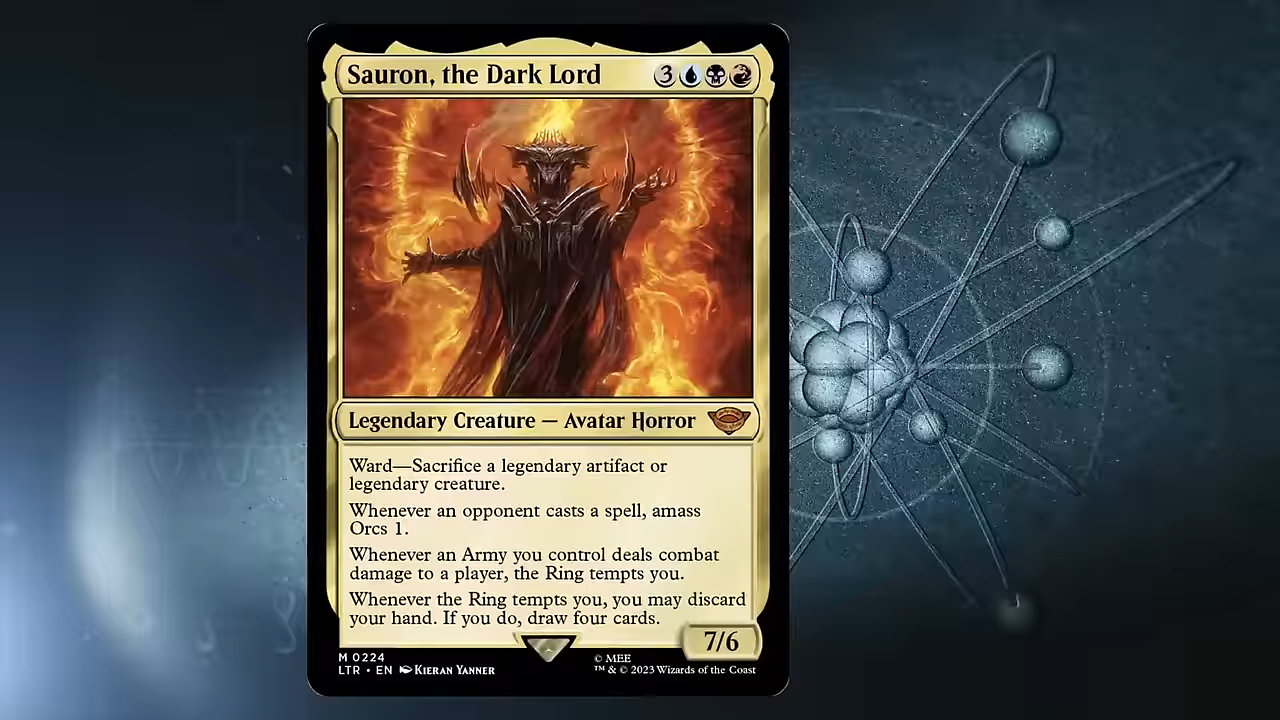 Sauron, the Dark Lord 3
Legendary Creature — Avatar Horror
Ward—Sacrifice a legendary artifact or
legendary creature.
Whenever an opponent casts a spell, amass
Orcs 1.
Whenever an Army you control deals combat
damage to a player, the Ring tempts you.
Whenever the Ring tempts you, you may discard
your hand. If you do, draw four cards.
7/6
M 0224
LTR • EN KIERAN YANNER
© MEE
™ & © 2023 Wizards of the Coast